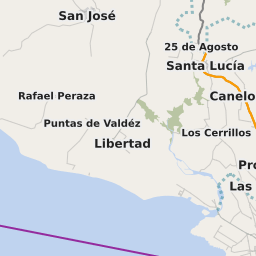 San José
25 de Agosto
Santa Lucía
Rafael Peraza
Canelo
Puntas de Valdéz
Los Cerrillos
Libertad
Pro
Las